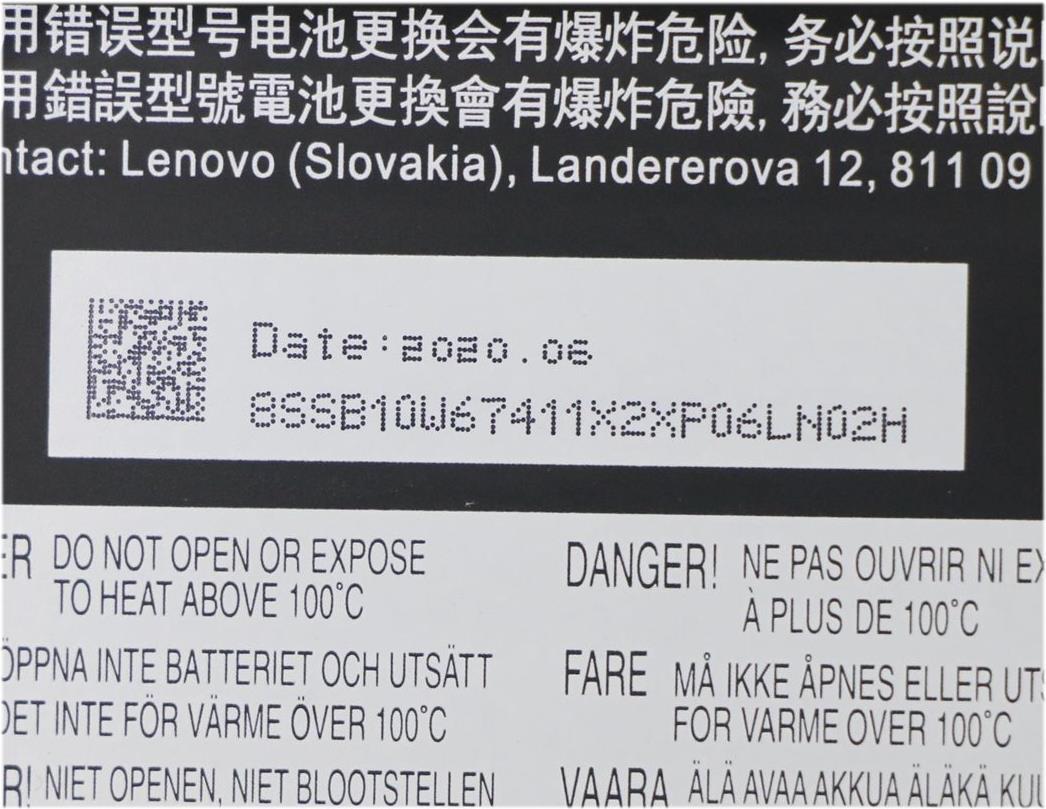 用错误型号电池更换会有爆炸危险, 务必按照说
用錯誤型號電池更換會有爆炸危險, 務必按照說
ntact: Lenovo (Slovakia), Landererova 12, 811 09
Date:2020.06
8SSB10W67411X2XP06LN02H
ER DO NOT OPEN OR EXPOSE
TO HEAT ABOVE 100°C
DANGER! NE PAS OUVRIR NI EX
À PLUS DE 100°C
ÖPPNA INTE BATTERIET OCH UTSÄTT
DET INTE FÖR VÄRME ÖVER 100°C
FARE MÅ IKKE ÅPNES ELLER UTS
FOR VARME OVER 100°C
R! NIET OPENEN, NIET BLOOTSTELLEN
VAARA ÄLÄ AVAA AKKUA ÄLÄKÄ KU